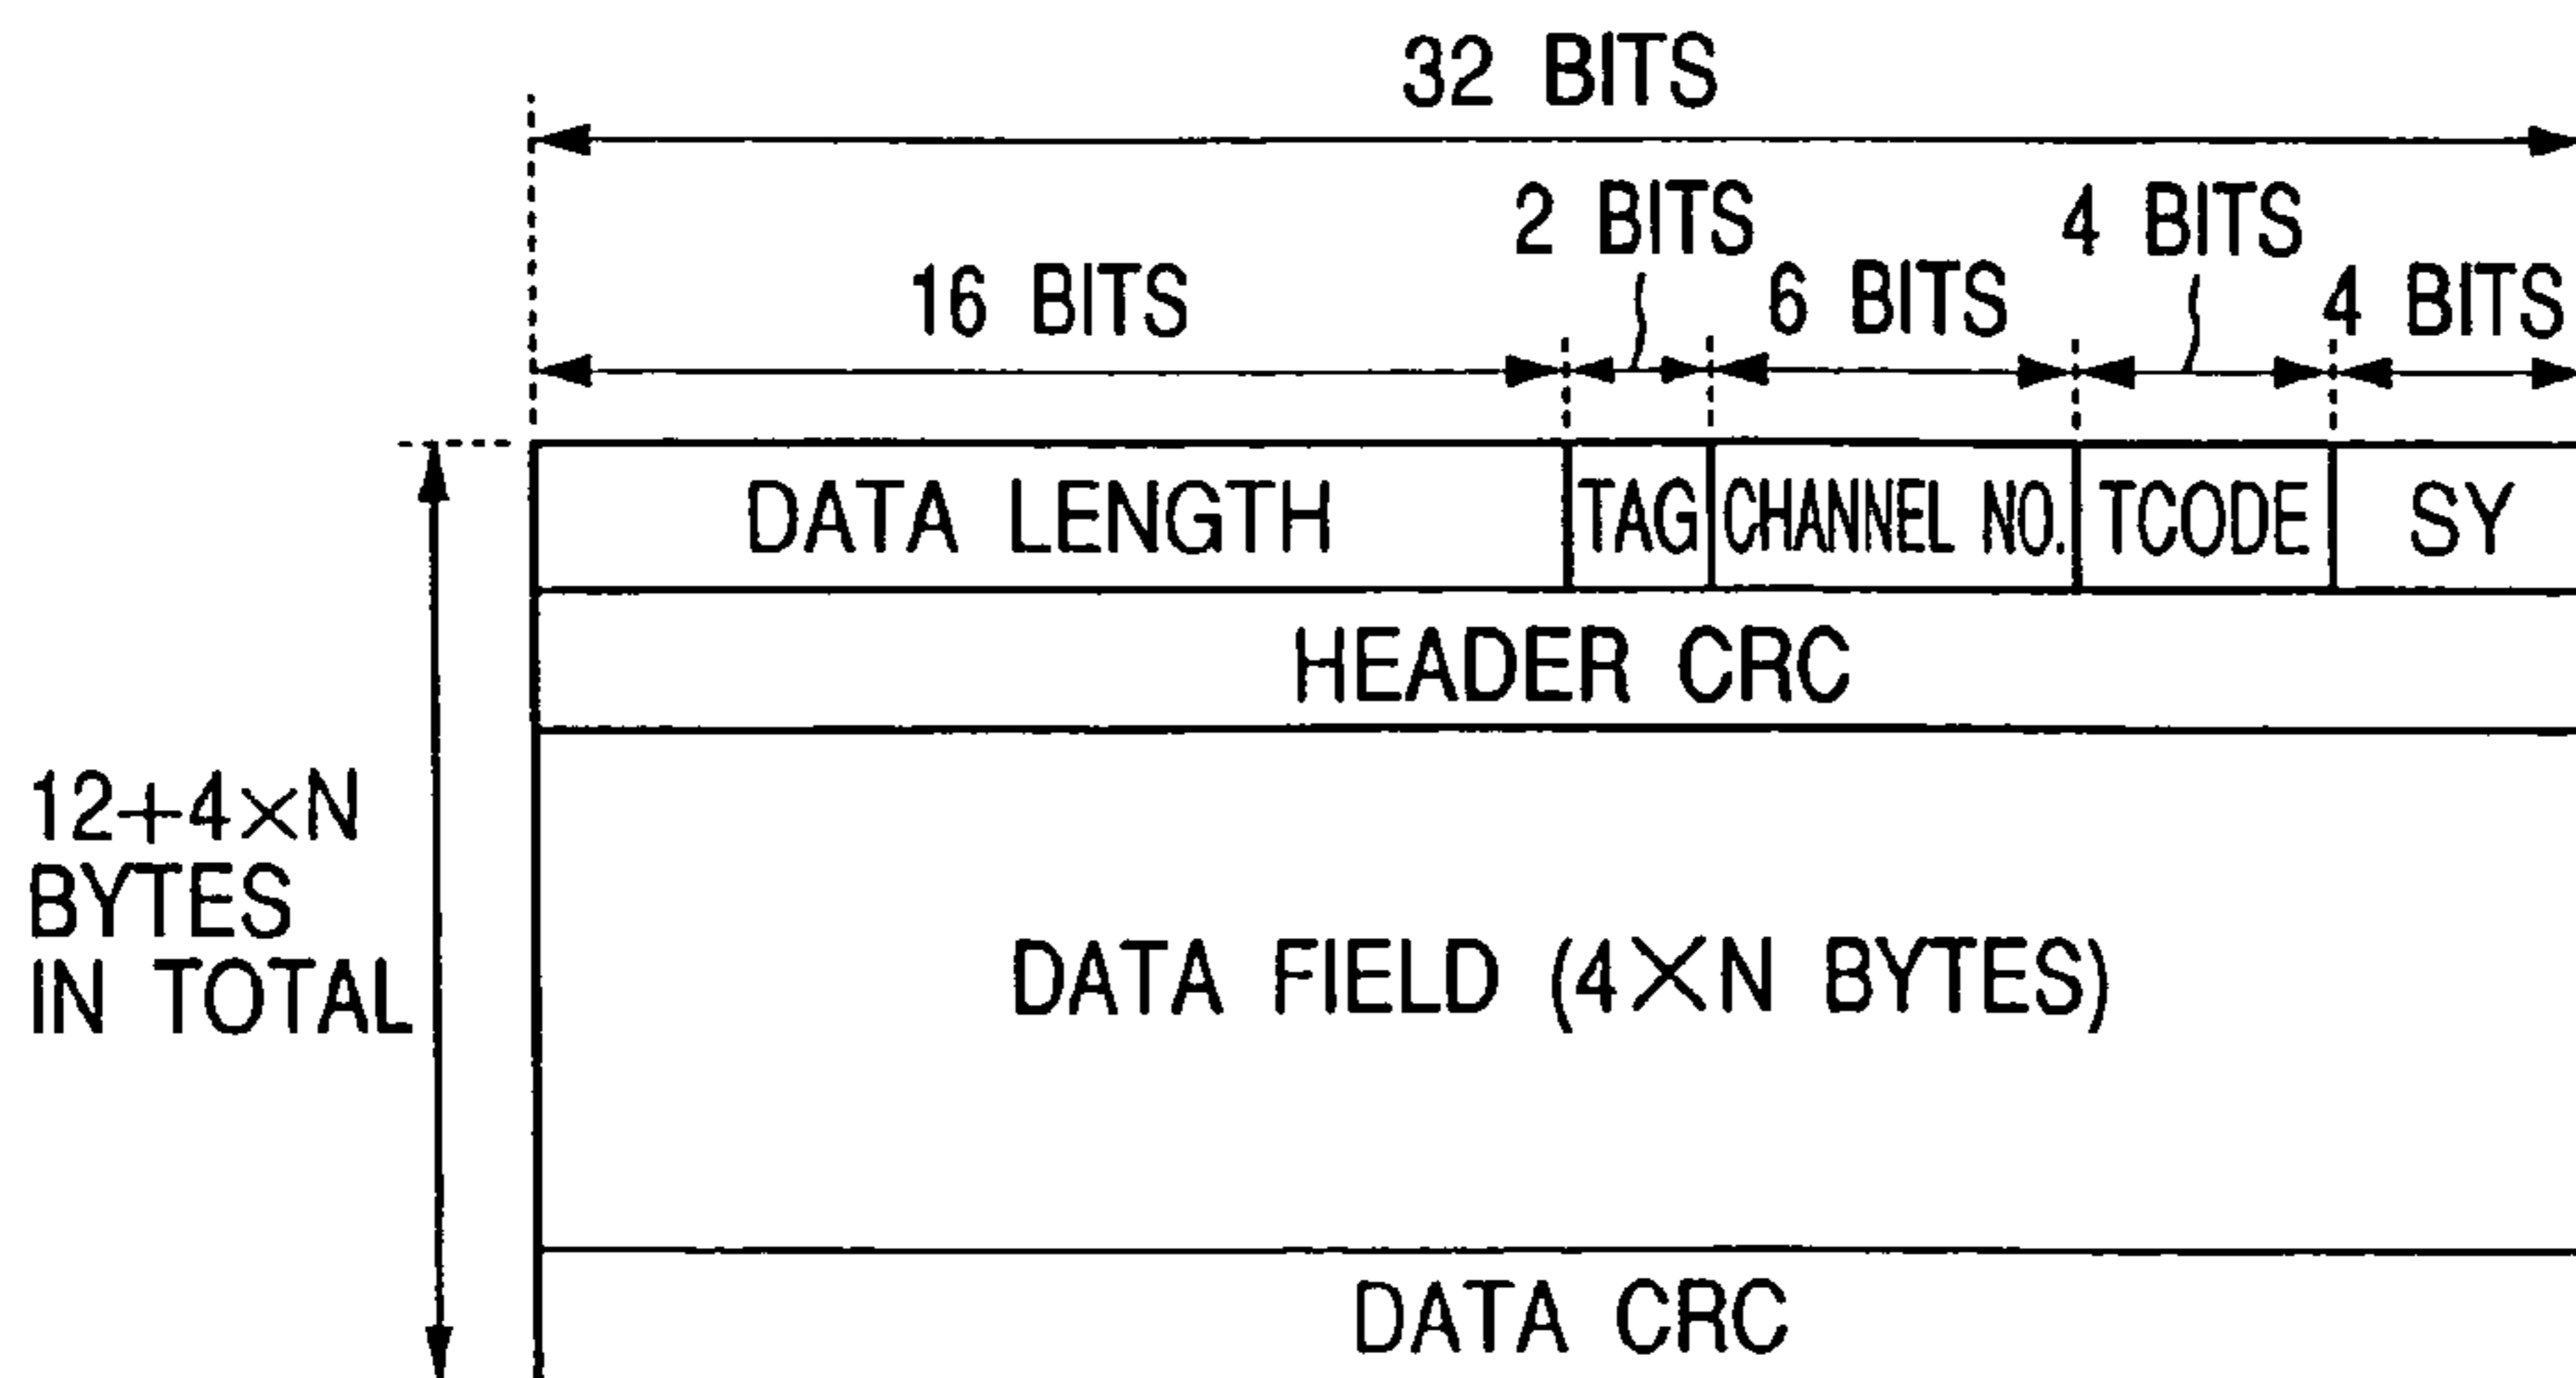 32 BITS
2 BITS
4 BITS
16 BITS
6 BITS
4 BITS
DATA LENGTH
TAG
CHANNEL NO.
TCODE
SY
HEADER CRC
12+4×N
BYTES
IN TOTAL
DATA FIELD (4×N BYTES)
DATA CRC